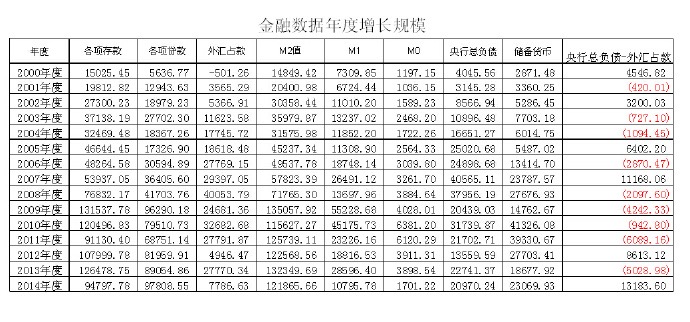 金融数据年度增长规模
年度 各项存款 各项贷款 外汇占款 M2值 M1 M0 央行总负债 储备货币 央行总负债-外汇占款
2000年度 15025.45 5636.77 -501.26 14849.42 7309.85 1197.15 4045.56 2871.48 4546.82
2001年度 19812.82 12943.63 3565.29 20400.98 6724.44 1036.15 3145.28 3360.25 (420.01)
2002年度 27300.23 18979.23 5366.91 30358.44 11010.20 1589.23 8566.94 5286.45 3200.03
2003年度 37138.19 27702.30 11623.58 35979.87 13237.02 2468.20 10896.48 7703.18 (727.10)
2004年度 32469.48 18367.26 17745.72 31575.98 11852.20 1722.26 16651.27 6014.75 (1094.45)
2005年度 46644.45 17326.90 18618.48 45237.34 11308.90 2564.33 25020.68 5487.02 6402.20
2006年度 48264.58 30594.89 27769.15 49537.78 18748.14 3039.80 24898.68 13414.70 (2870.47)
2007年度 53937.05 36405.60 29397.05 57823.39 26491.12 3261.70 40565.11 23787.57 11168.06
2008年度 76832.17 41703.76 40053.79 71765.30 13697.96 3884.64 37956.19 27676.93 (2097.60)
2009年度 131537.78 96290.18 24681.36 135057.92 55228.68 4028.01 20439.03 14762.67 (4242.33)
2010年度 120496.83 79510.73 32682.68 115627.27 45175.73 6381.20 31739.87 41326.08 (942.80)
2011年度 91130.40 68751.14 27791.87 125739.11 23226.16 6120.29 21702.71 39330.67 (6089.16)
2012年度 107999.78 81959.91 4946.47 122568.56 18816.53 3911.31 13559.59 27703.41 8613.12
2013年度 126478.75 89054.86 27770.34 132349.69 28596.40 3898.54 22741.37 18677.92 (5028.98)
2014年度 94797.78 97808.55 7786.63 121865.66 10795.78 1701.22 20970.24 23069.93 13183.60